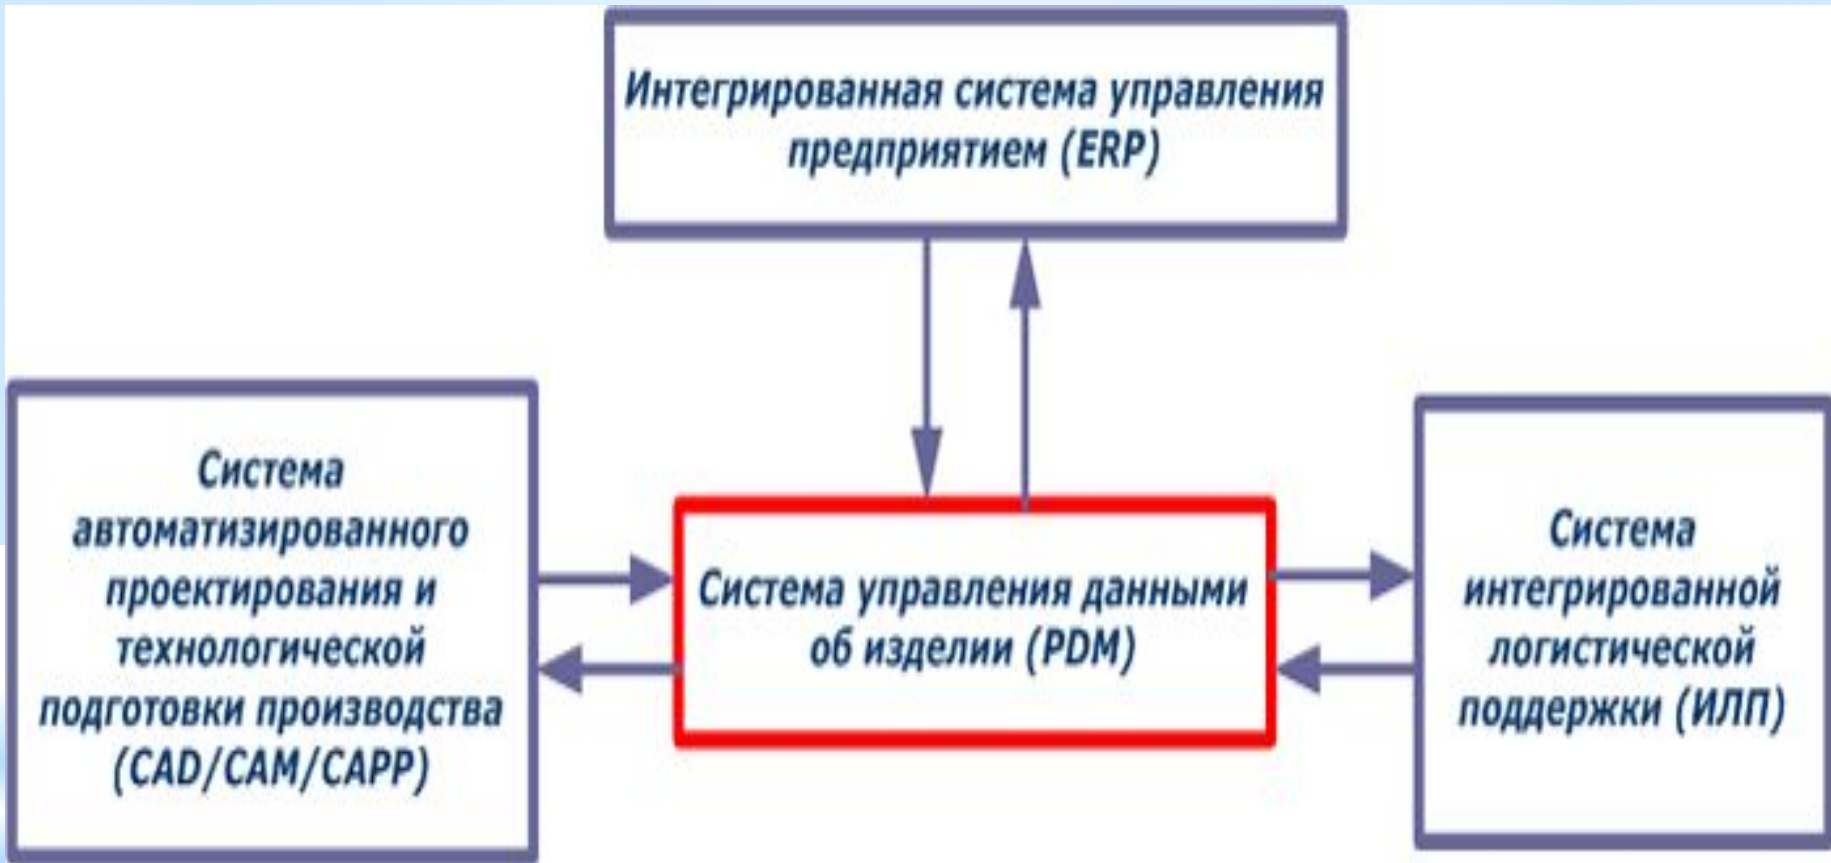 Интегрированная система управления
предприятием (ERP)
Система
автоматизированного
проектирования и
технологической
подготовки производства
(CAD/CAM/CAPP)
Система управления данными
об изделии (PDM)
Система
интегрированной
логистической
поддержки (ИЛП)